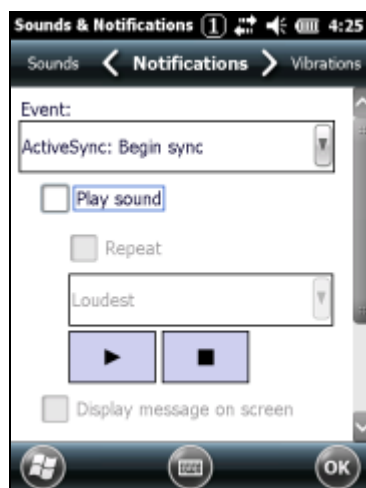 Sounds & Notifications 1 4:25
Sounds Notifications Vibrations
Event:
ActiveSync: Begin sync
Play sound
Repeat
Loudest
Display message on screen
OK